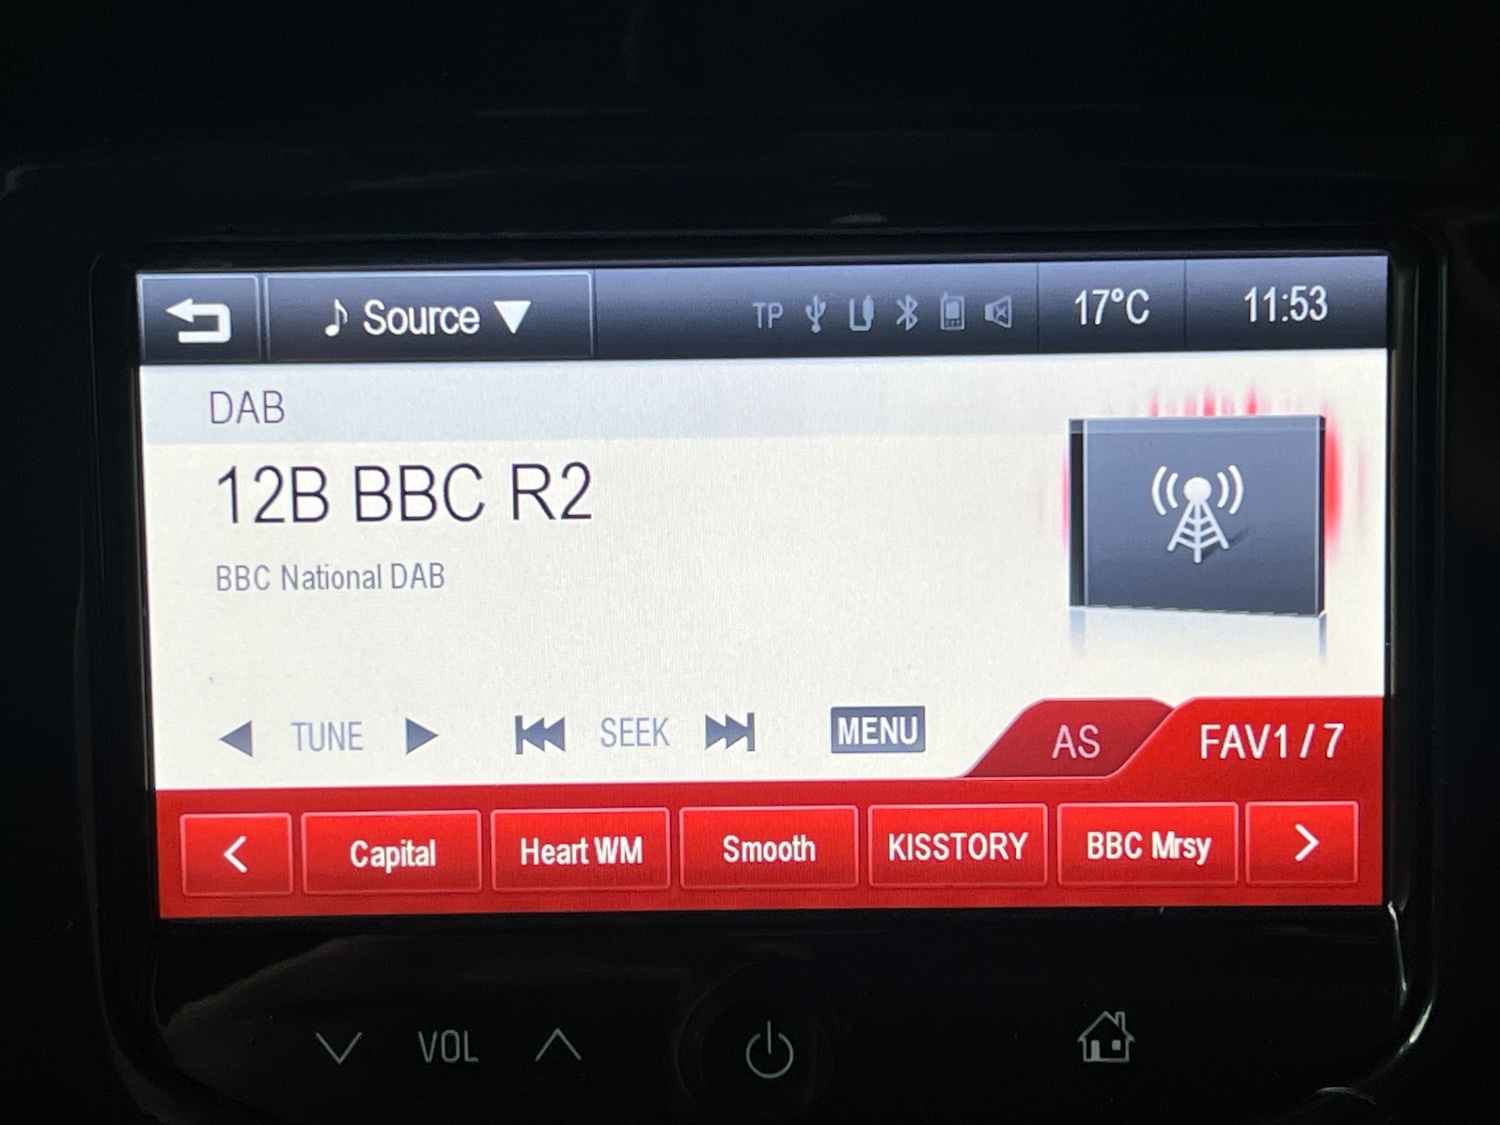 Source
TP
17°C
11:53
DAB
12B BBC R2
BBC National DAB
TUNE
SEEK
MENU
AS
FAV1 / 7
Capital
Heart WM
Smooth
KISSTORY
BBC Mrsy
VOL